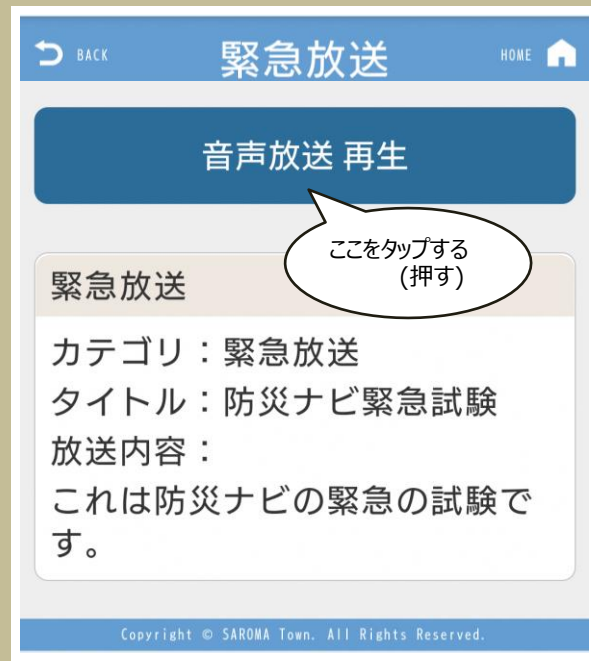 BACK 緊急放送 HOME
音声放送 再生
ここをタップする
(押す)
緊急放送
カテゴリ：緊急放送
タイトル：防災ナビ緊急試験
放送内容：
これは防災ナビの緊急の試験で
す。
Copyright © SAROMA Town. All Rights Reserved.